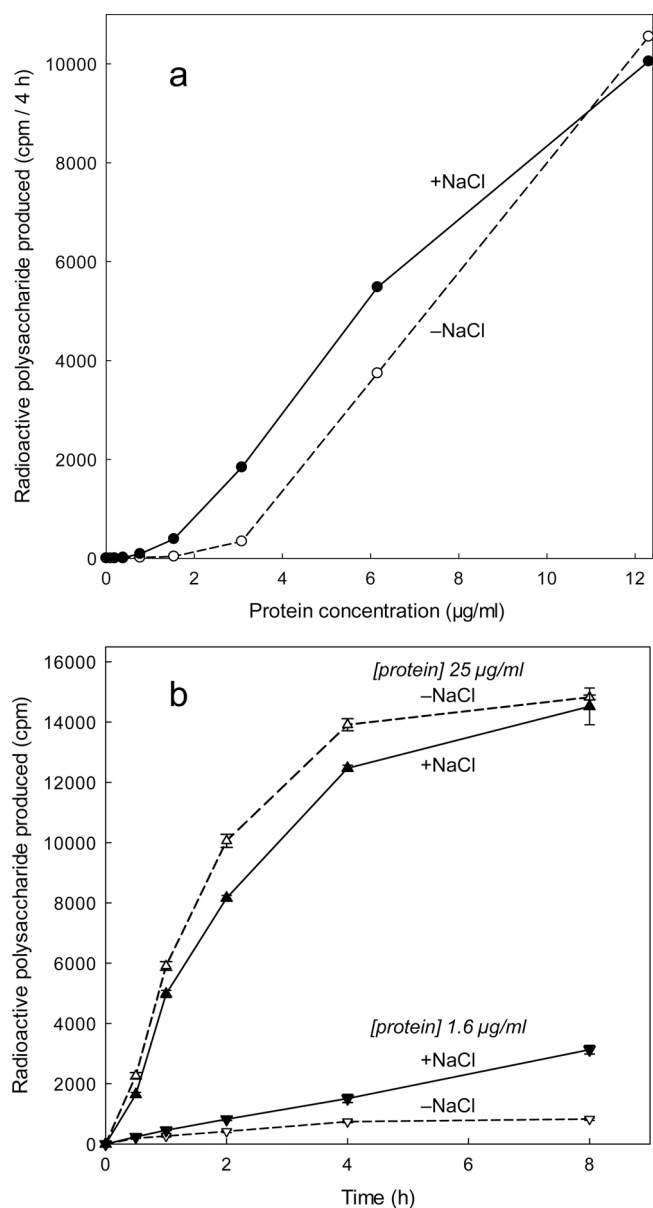 a
10000
8000
6000
4000
2000
0
+NaCl
–NaCl
0 2 4 6 8 10 12
Protein concentration (µg/ml)
Radioactive polysaccharide produced (cpm / 4 h)
b
16000
14000
12000
10000
8000
6000
4000
2000
0
[protein] 25 µg/ml
–NaCl
+NaCl
[protein] 1.6 µg/ml
+NaCl
–NaCl
0 2 4 6 8
Time (h)
Radioactive polysaccharide produced (cpm)